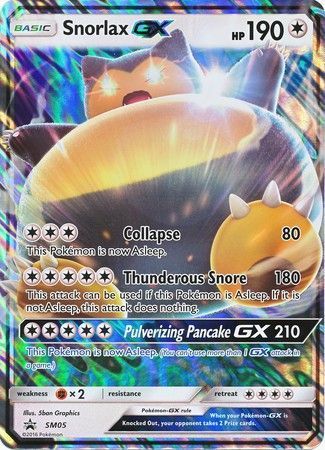 BASIC Snorlax GX HP 190
Collapse 80
This Pokémon is now Asleep.
Thunderous Snore 180
This attack can be used if this Pokémon is Asleep. If it is
not Asleep, this attack does nothing.
Pulverizing Pancake GX 210
This Pokémon is now Asleep. (You can't use more than 1 GX attack in
a game.)
weakness ×2 resistance retreat
Illus. 5ban Graphics Pokémon-GX rule When your Pokémon-GX is
SM05 Knocked Out, your opponent takes 2 Prize cards.
©2016 Pokémon